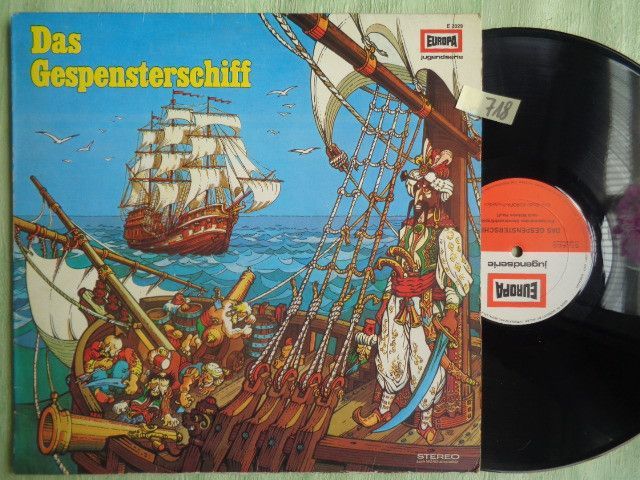 Das
Gespensterschiff
E 2029
EUROPA
jugendserie
718
STEREO
EUROPA
jugendserie
DAS GESPENSTERSCHIFF